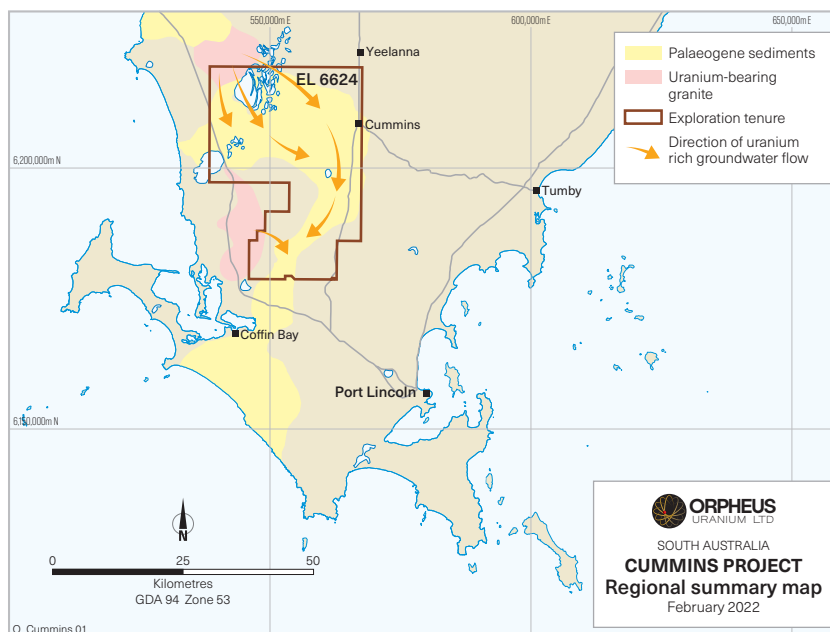 550,000m E
600,000m E
650,000m E
Yeelanna
EL 6624
Cummins
6,200,000m N
Tumby
Palaeogene sediments
Uranium-bearing
granite
Exploration tenure
Direction of uranium
rich groundwater flow
Coffin Bay
Port Lincoln
6,150,000m N
N
0 25 50
Kilometres
GDA 94 Zone 53
ORPHEUS
URANIUM LTD
SOUTH AUSTRALIA
CUMMINS PROJECT
Regional summary map
February 2022
O_Cummins 01